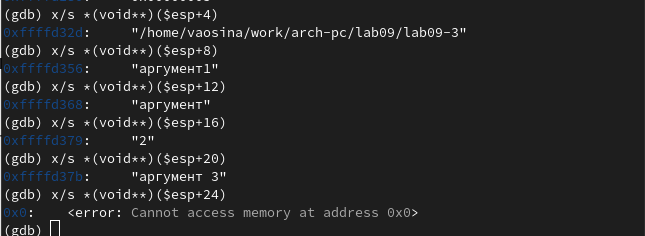 (gdb) x/s *(void**)($esp+4)
0xffffd32d:     "/home/vaosina/work/arch-pc/lab09/lab09-3"
(gdb) x/s *(void**)($esp+8)
0xffffd356:     "аргумент1"
(gdb) x/s *(void**)($esp+12)
0xffffd368:     "аргумент"
(gdb) x/s *(void**)($esp+16)
0xffffd379:     "2"
(gdb) x/s *(void**)($esp+20)
0xffffd37b:     "аргумент 3"
(gdb) x/s *(void**)($esp+24)
0x0:    <error: Cannot access memory at address 0x0>
(gdb)